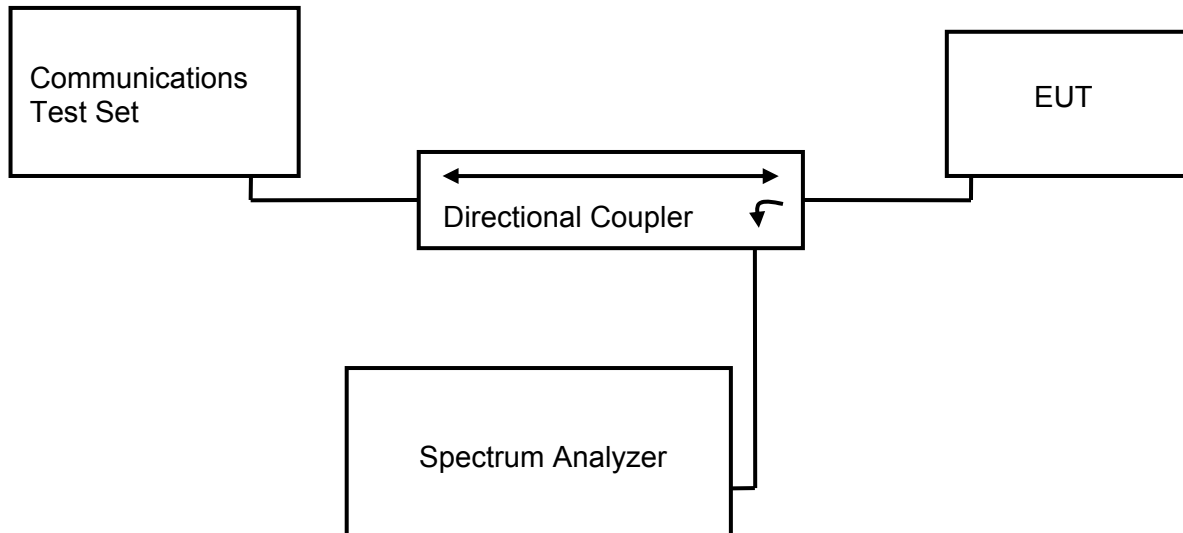 Communications
Test Set
EUT
Directional Coupler
Spectrum Analyzer